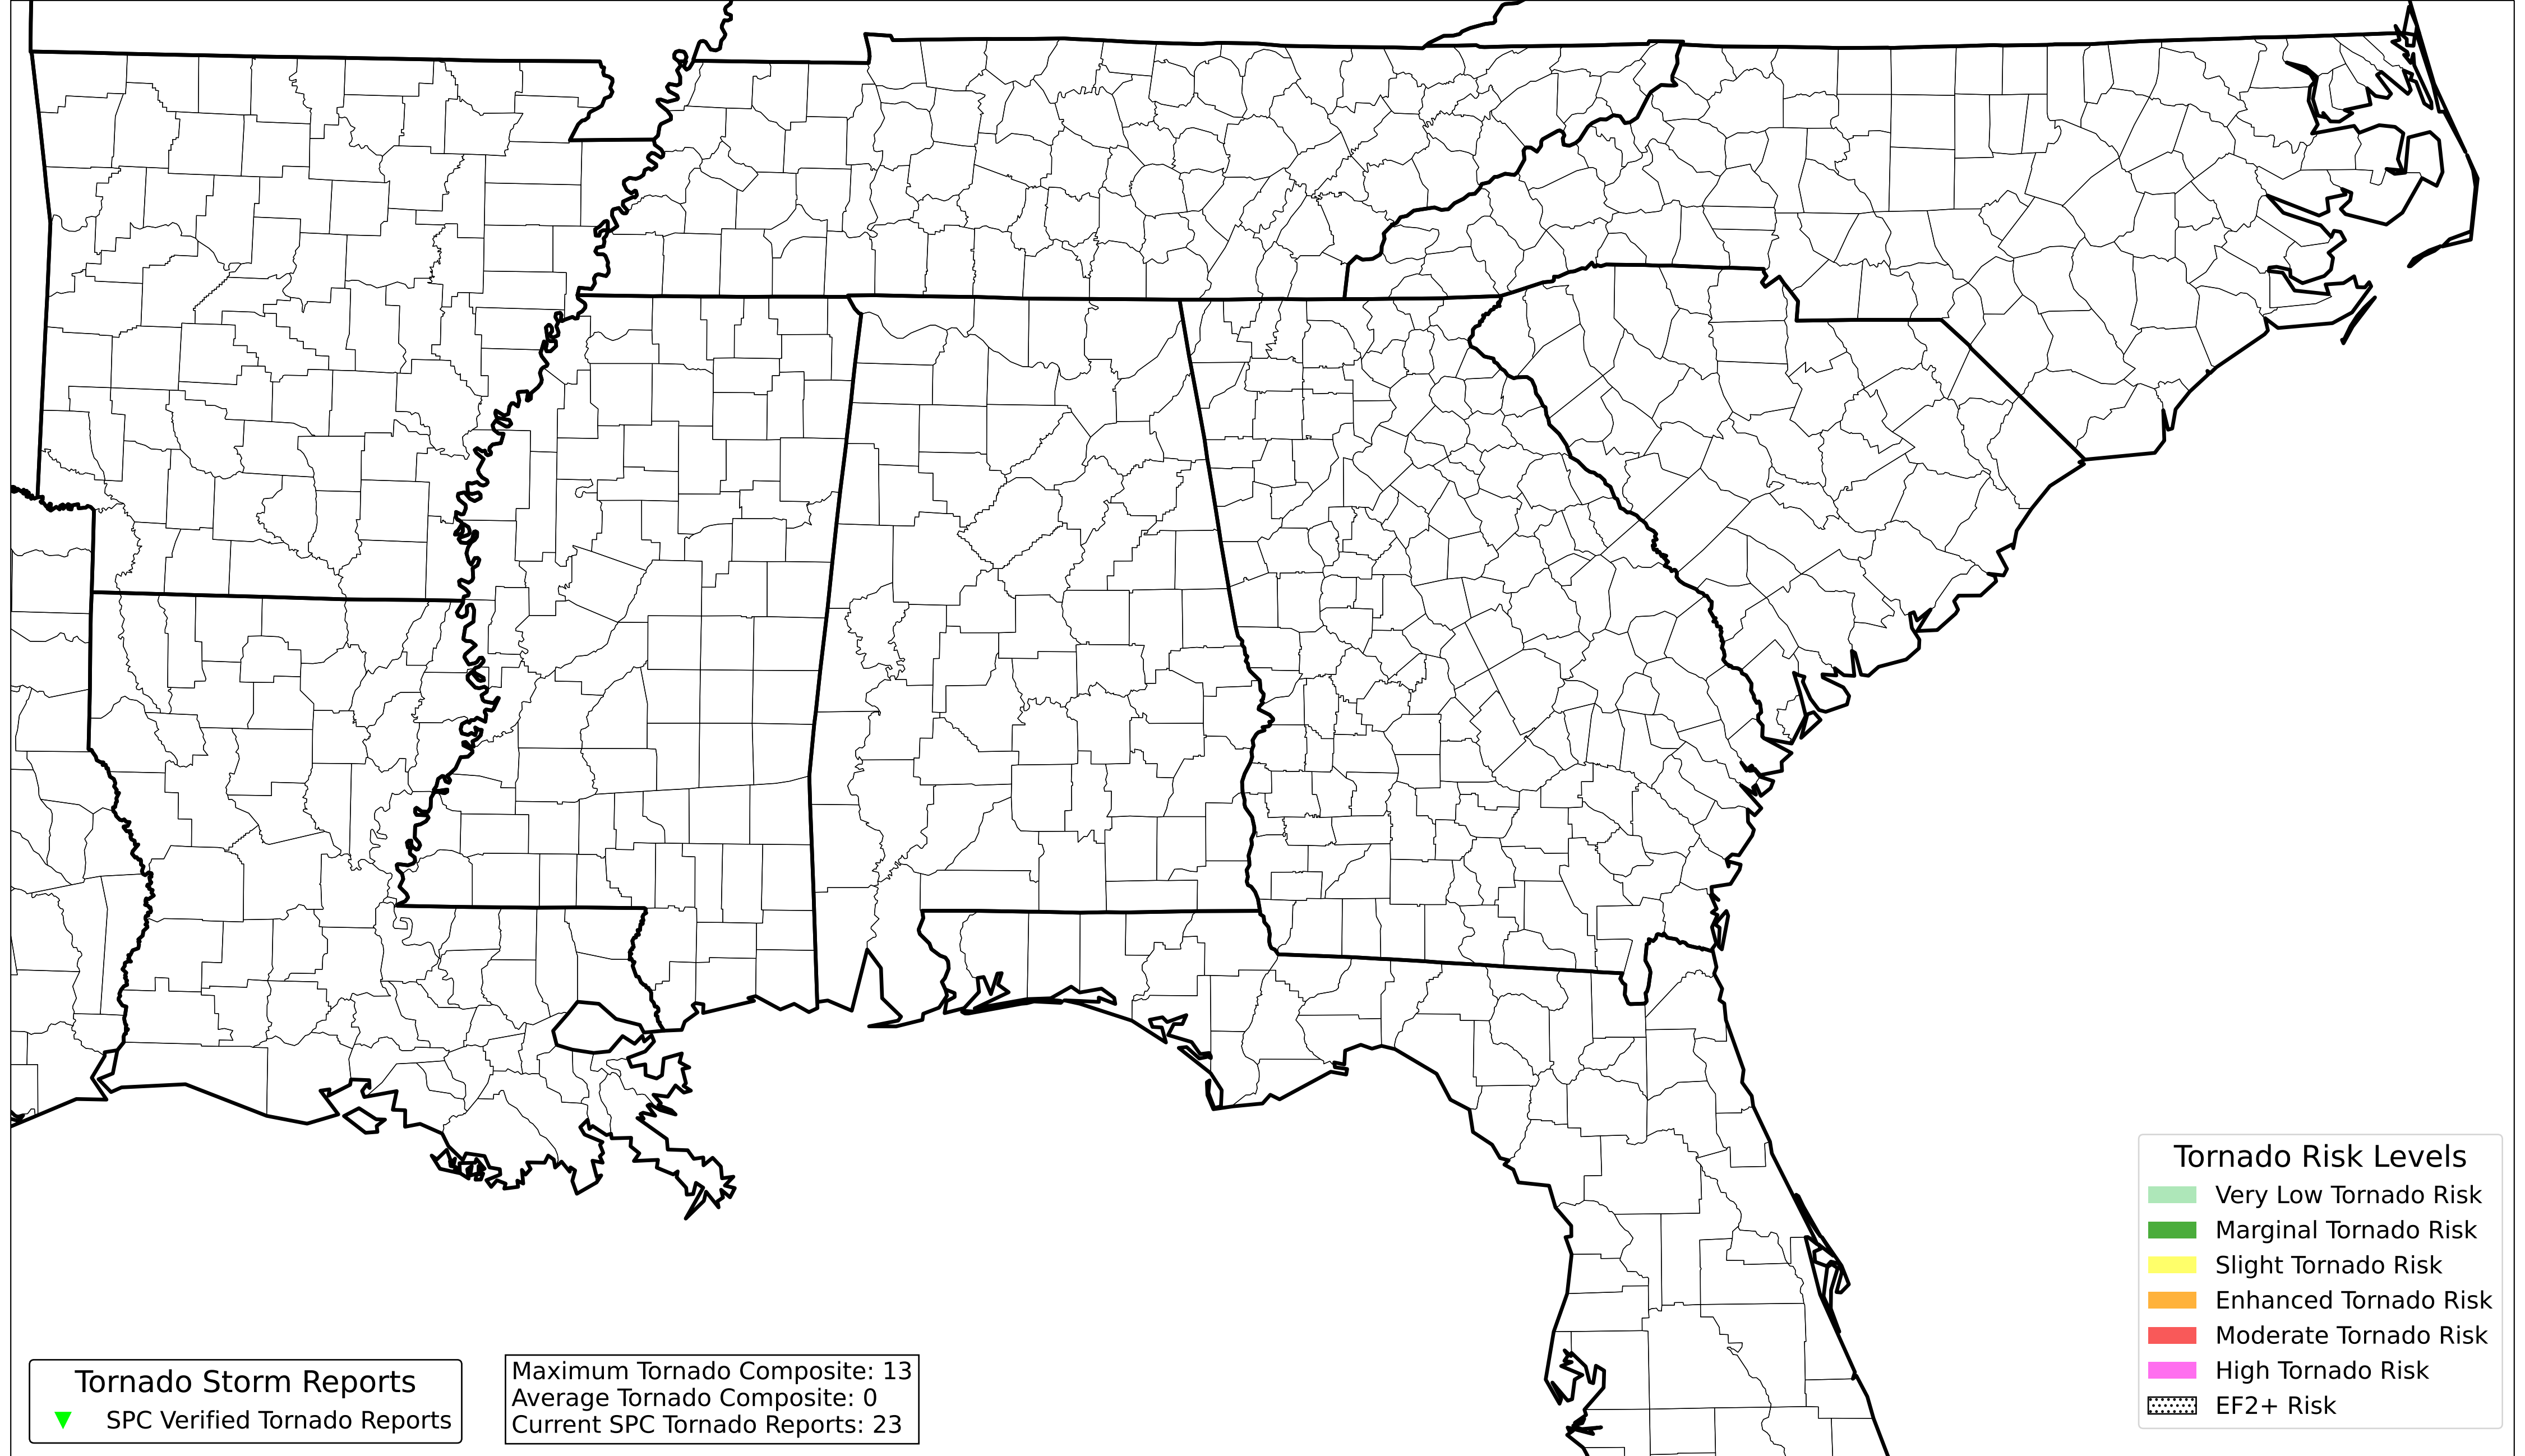 Tornado Storm Reports
SPC Verified Tornado Reports
Maximum Tornado Composite: 13
Average Tornado Composite: 0
Current SPC Tornado Reports: 23
Tornado Risk Levels
Very Low Tornado Risk
Marginal Tornado Risk
Slight Tornado Risk
Enhanced Tornado Risk
Moderate Tornado Risk
High Tornado Risk
EF2+ Risk